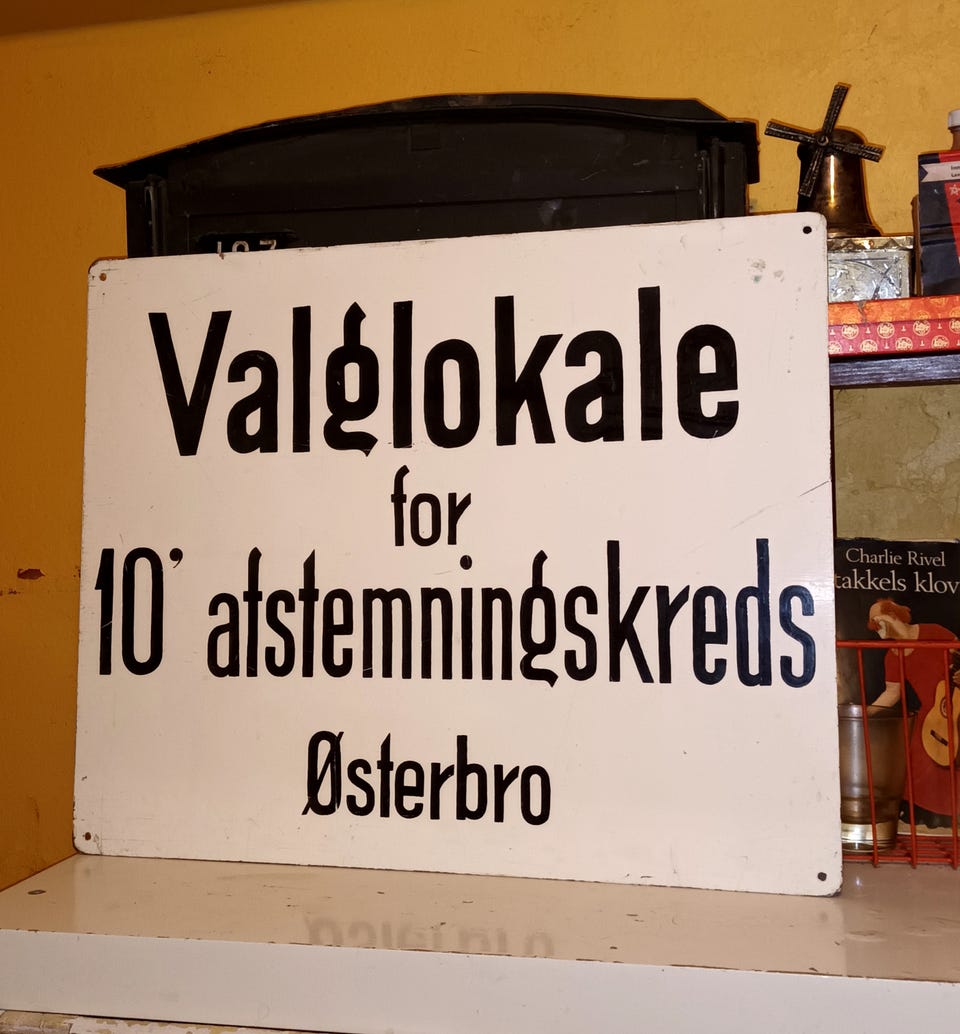 Valglokale
for
10' afstemningskreds
Østerbro
Charlie Rivel
takkels klov